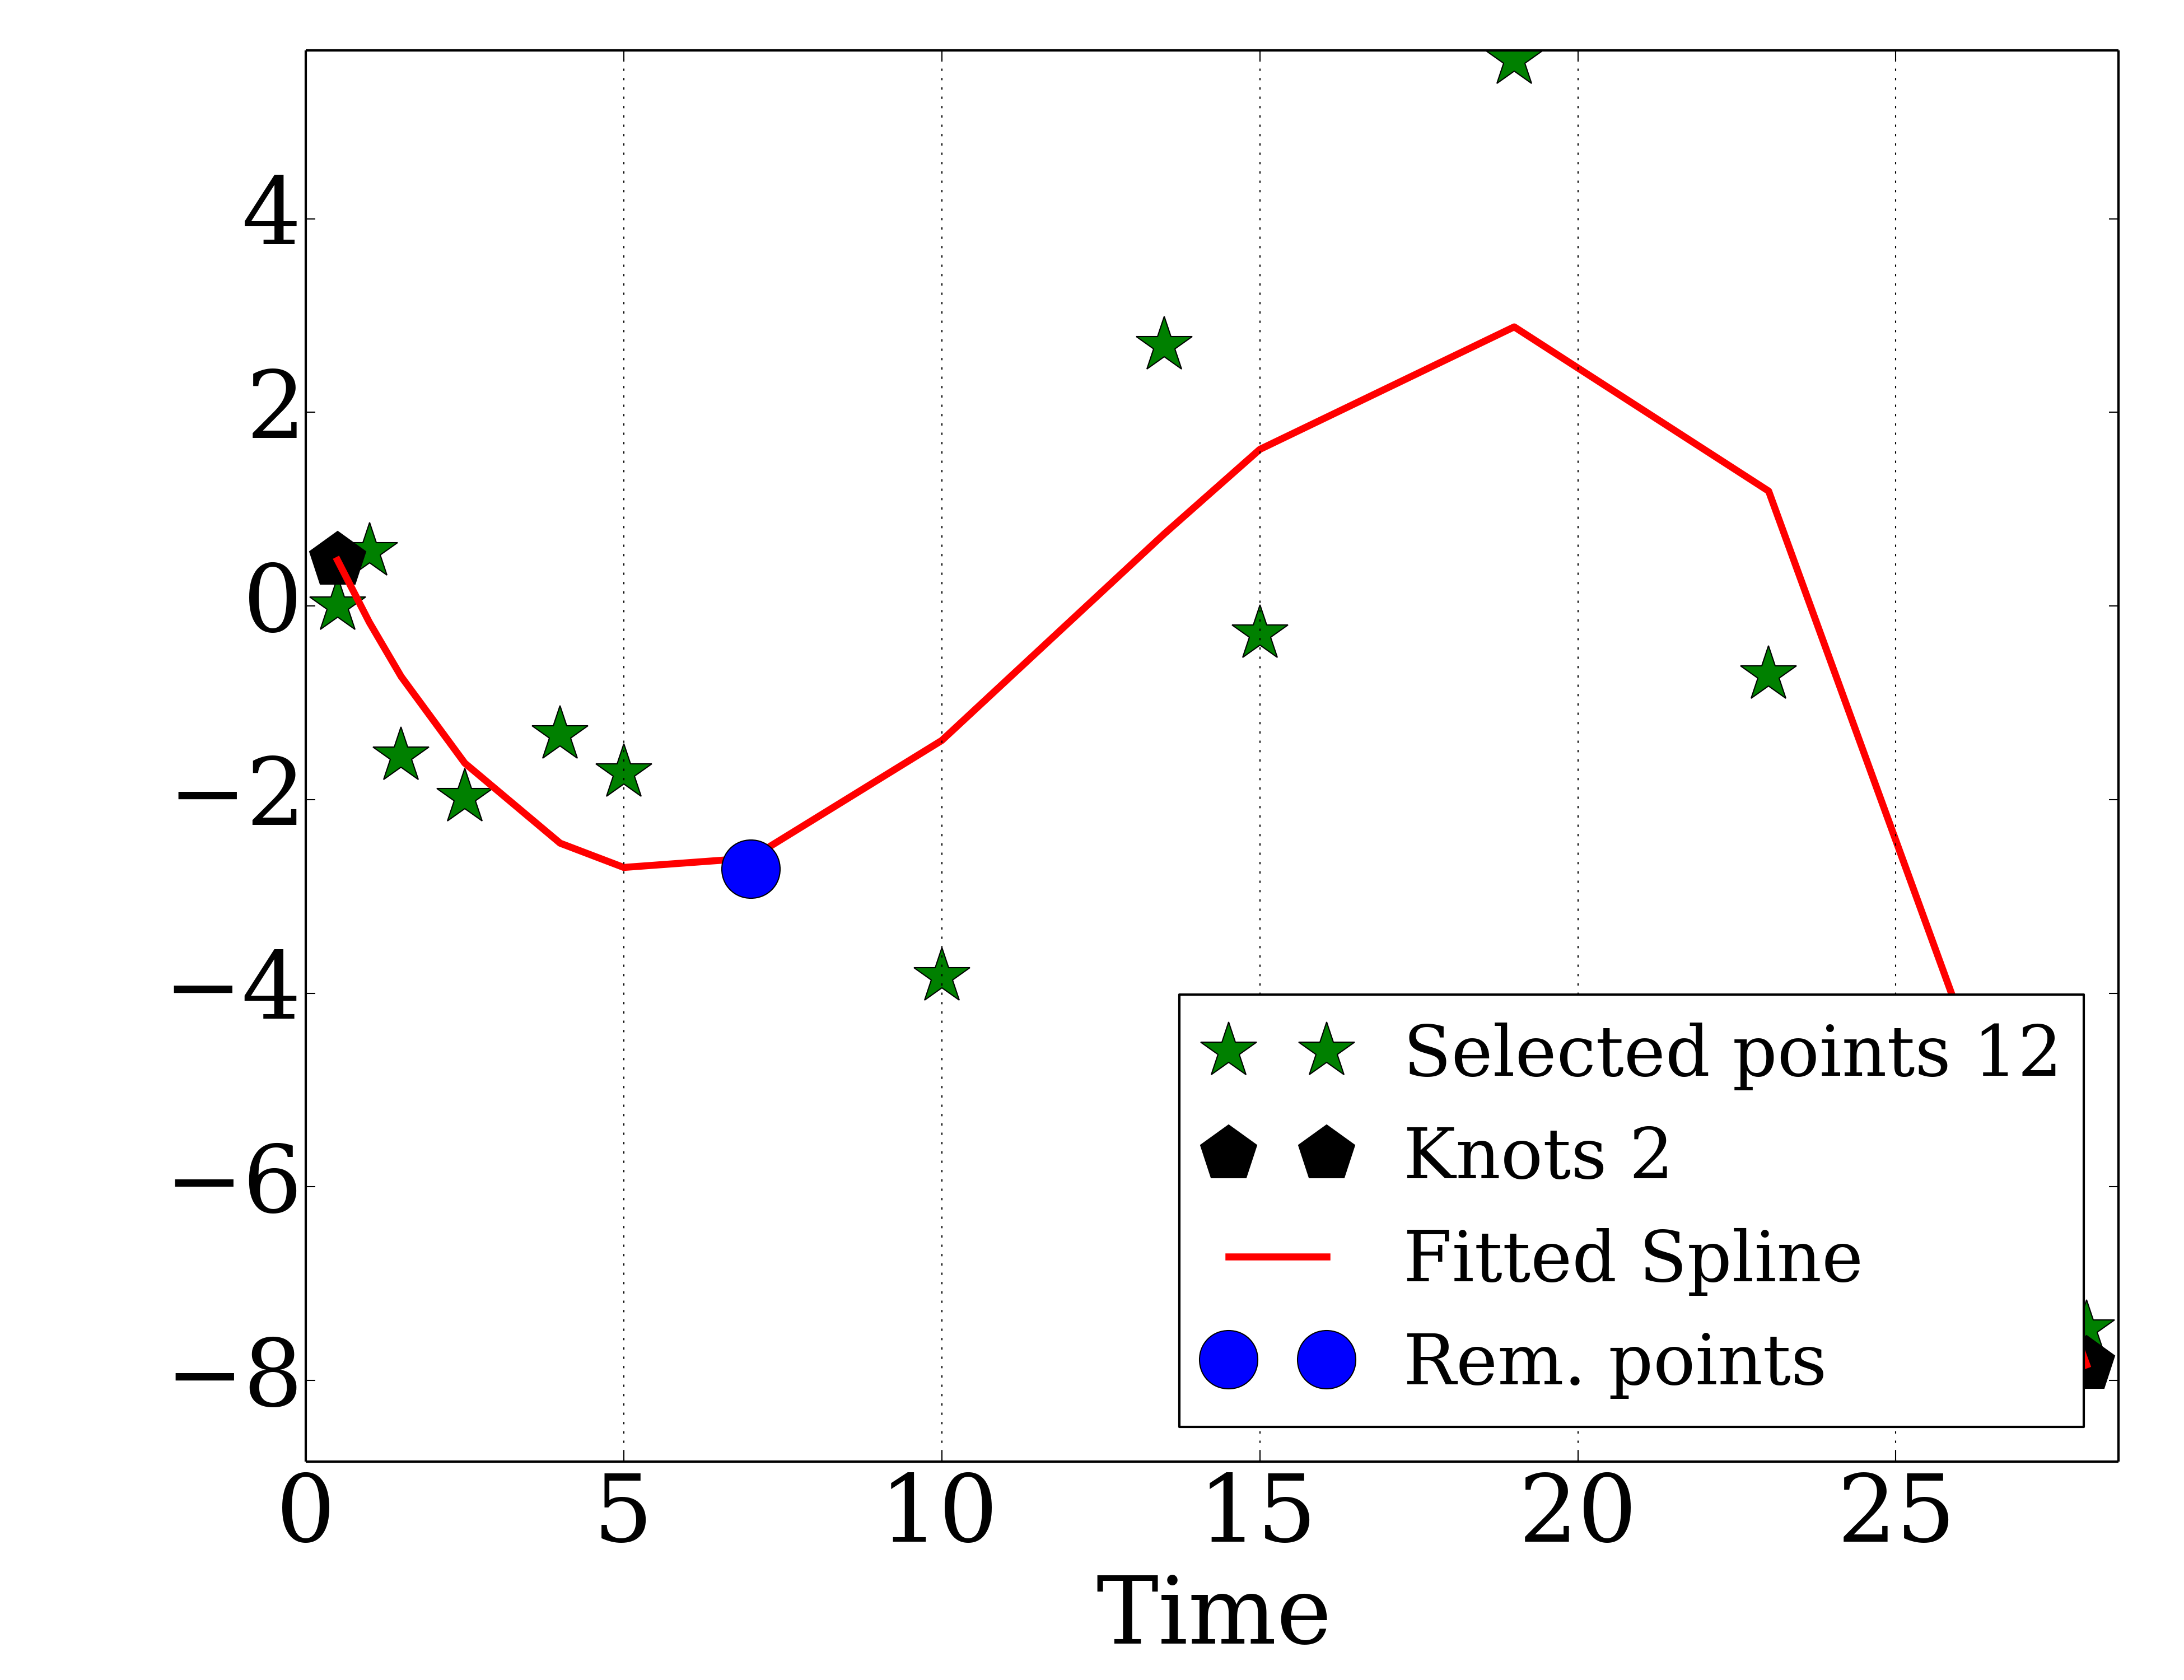 4
2
0
−2
−4
−6
−8
0 5 10 15 20 25
Time
Selected points 12
Knots 2
Fitted Spline
Rem. points